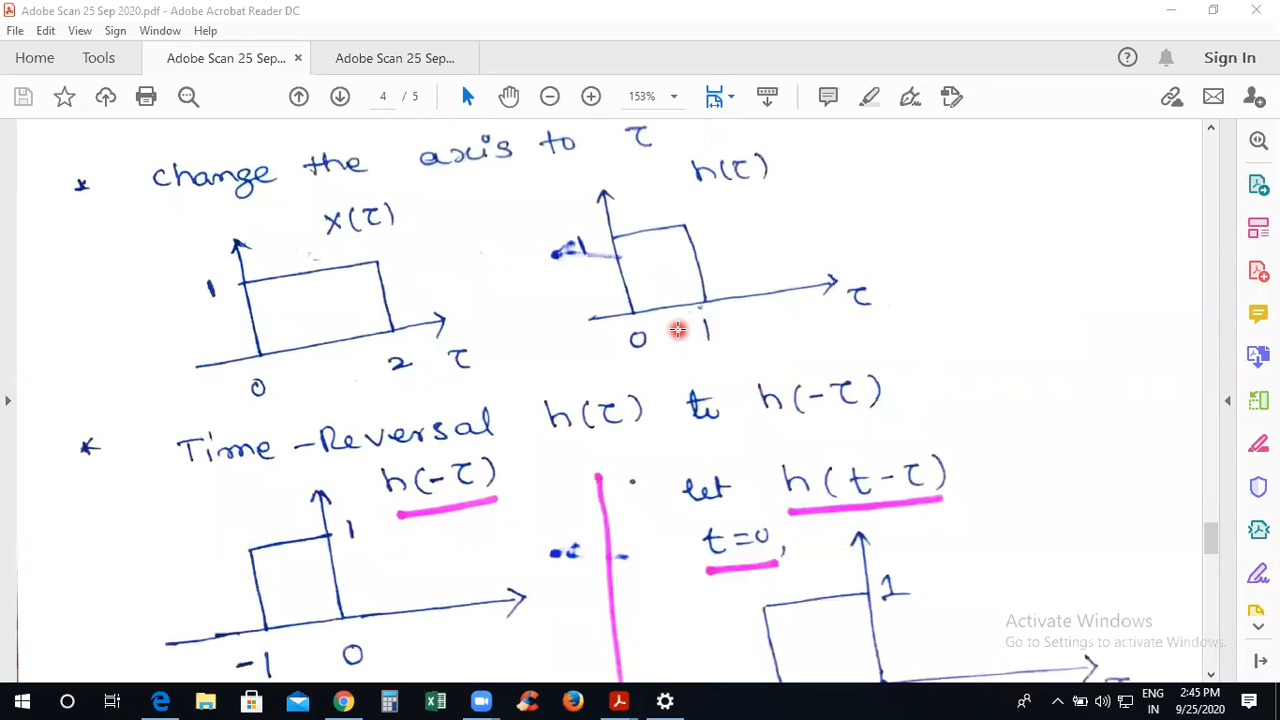 Adobe Scan 25 Sep 2020.pdf - Adobe Acrobat Reader DC
File Edit View Sign Window Help
Home Tools Adobe Scan 25 Sep... × Adobe Scan 25 Sep... Sign In
4 / 5 153%
* change the axis to τ
x(τ) h(τ)
1 1
0 2 τ 0 1 τ
* Time-Reversal h(τ) to h(-τ)
h(-τ) let h(t-τ)
t=0,
1 1
-1 0
Activate Windows
Go to Settings to activate Windows.
ENG 2:45 PM
IN 9/25/2020